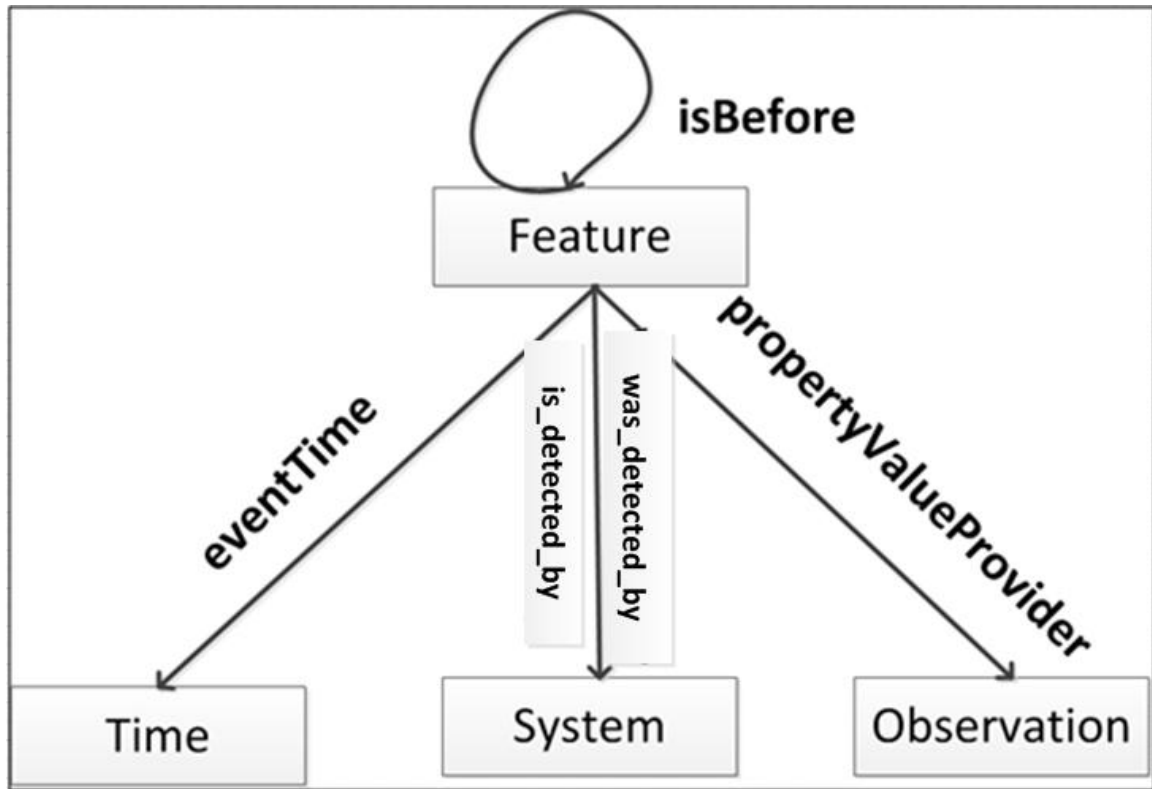 isBefore
Feature
eventTime
is_detected_by
was_detected_by
propertyValueProvider
Time
System
Observation